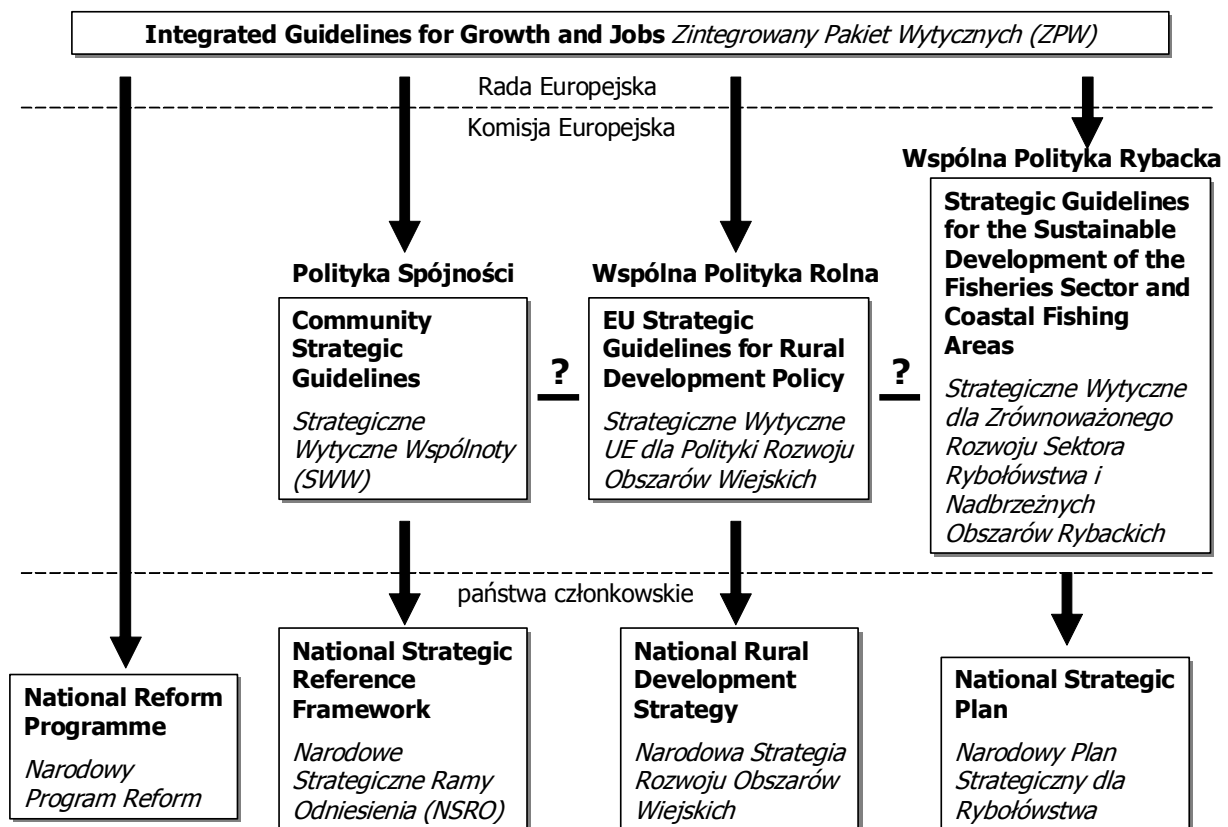 Integrated Guidelines for Growth and Jobs Zintegrowany Pakiet Wytycznych (ZPW)
Rada Europejska
Komisja Europejska
Wspólna Polityka Rybacka
Strategic Guidelines
for the Sustainable
Development of the
Fisheries Sector and
Coastal Fishing
Areas
Strategiczne Wytyczne
dla Zrównoważonego
Rozwoju Sektora
Rybołówstwa i
Nadbrzeżnych
Obszarów Rybackich
Polityka Spójności
Community
Strategic
Guidelines
Strategiczne
Wytyczne Wspólnoty
(SWW)
?
Wspólna Polityka Rolna
EU Strategic
Guidelines for Rural
Development Policy
Strategiczne Wytyczne
UE dla Polityki Rozwoju
Obszarów Wiejskich
?
państwa członkowskie
National Reform
Programme
Narodowy
Program Reform
National Strategic
Reference
Framework
Narodowe
Strategiczne Ramy
Odniesienia (NSRO)
National Rural
Development
Strategy
Narodowa Strategia
Rozwoju Obszarów
Wiejskich
National Strategic
Plan
Narodowy Plan
Strategiczny dla
Rybołówstwa